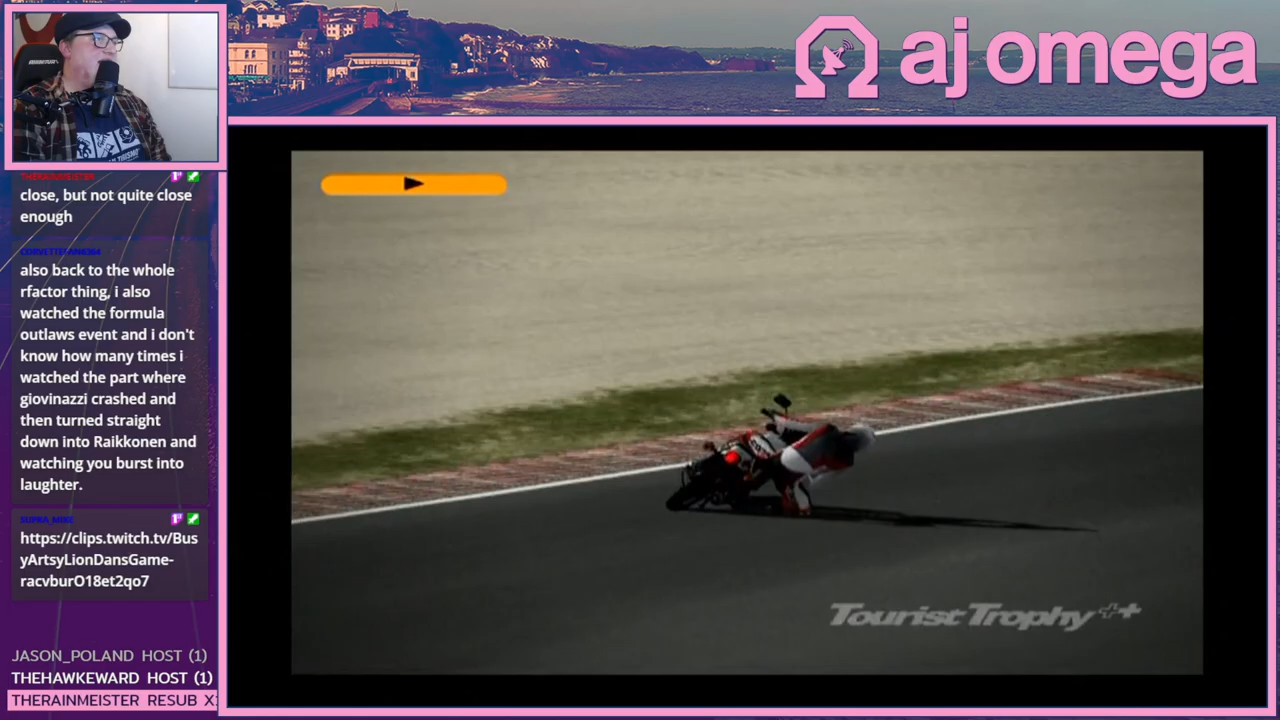 aj omega
THERAINMEISTER
close, but not quite close
enough
also back to the whole
rfactor thing, i also
watched the formula
outlaws event and i don't
know how many times i
watched the part where
giovinazzi crashed and
then turned straight
down into Raikkonen and
watching you burst into
laughter.
SUPRA_MIKE
https://clips.twitch.tv/Bus
yArtsyLionDansGame-
racvburO18et2qo7
Tourist Trophy++
JASON_POLAND HOST (1)
THEHAWKEWARD HOST (1)
THERAINMEISTER RESUB X